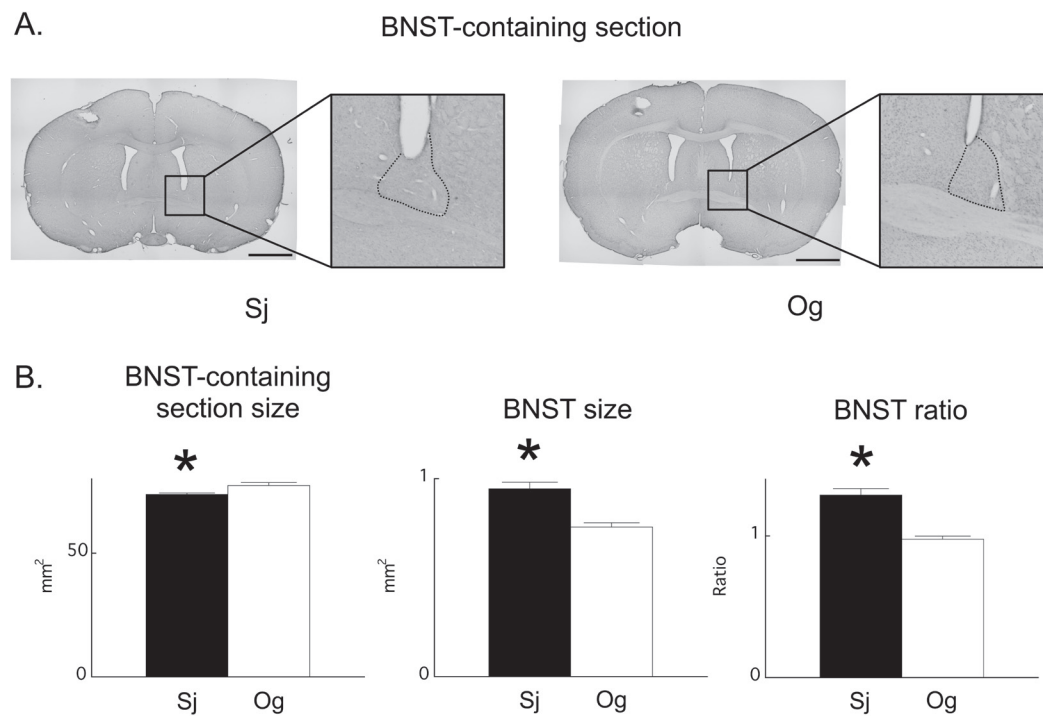 A.
BNST-containing section
Sj
Og
B.
BNST-containing
section size
*
mm²
50
0
Sj
Og
BNST size
*
mm²
1
0
Sj
Og
BNST ratio
*
Ratio
1
0
Sj
Og